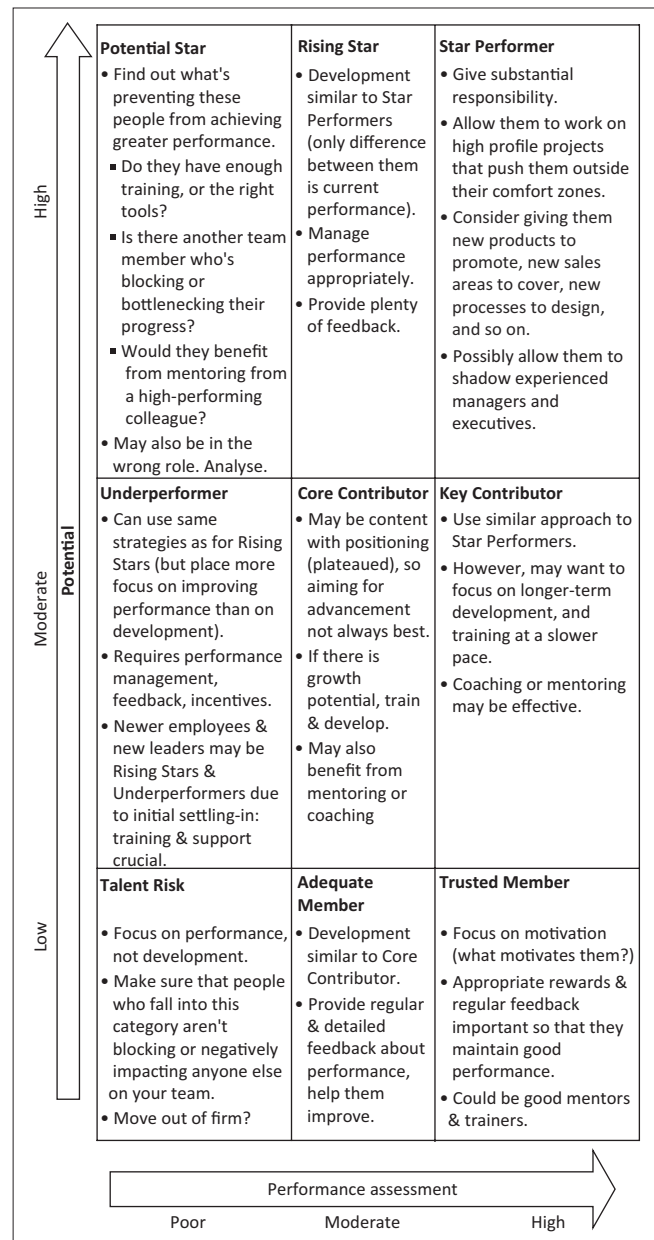 Potential Star
• Find out what's
preventing these
people from achieving
greater performance.
▪ Do they have enough
training, or the right
tools?
▪ Is there another team
member who's
blocking or
bottlenecking their
progress?
▪ Would they benefit
from mentoring from
a high-performing
colleague?
• May also be in the
wrong role. Analyse.
Rising Star
• Development
similar to Star
Performers
(only difference
between them
is current
performance).
• Manage
performance
appropriately.
• Provide plenty
of feedback.
Star Performer
• Give substantial
responsibility.
• Allow them to work on
high profile projects
that push them outside
their comfort zones.
• Consider giving them
new products to
promote, new sales
areas to cover, new
processes to design,
and so on.
• Possibly allow them to
shadow experienced
managers and
executives.
High
Underperformer
• Can use same
strategies as for Rising
Stars (but place more
focus on improving
performance than on
development).
• Requires performance
management,
feedback, incentives.
• Newer employees &
new leaders may be
Rising Stars &
Underperformers due
to initial settling-in:
training & support
crucial.
Core Contributor
• May be content
with positioning
(plateaued), so
aiming for
advancement
not always best.
• If there is
growth
potential, train
& develop.
• May also
benefit from
mentoring or
coaching
Key Contributor
• Use similar approach to
Star Performers.
• However, may want to
focus on longer-term
development, and
training at a slower
pace.
• Coaching or mentoring
may be effective.
Moderate
Potential
Talent Risk
• Focus on performance,
not development.
• Make sure that people
who fall into this
category aren't
blocking or negatively
impacting anyone else
on your team.
• Move out of firm?
Adequate
Member
• Development
similar to Core
Contributor.
• Provide regular
& detailed
feedback about
performance,
help them
improve.
Trusted Member
• Focus on motivation
(what motivates them?)
• Appropriate rewards &
regular feedback
important so that they
maintain good
performance.
• Could be good mentors
& trainers.
Low
Performance assessment
Poor
Moderate
High